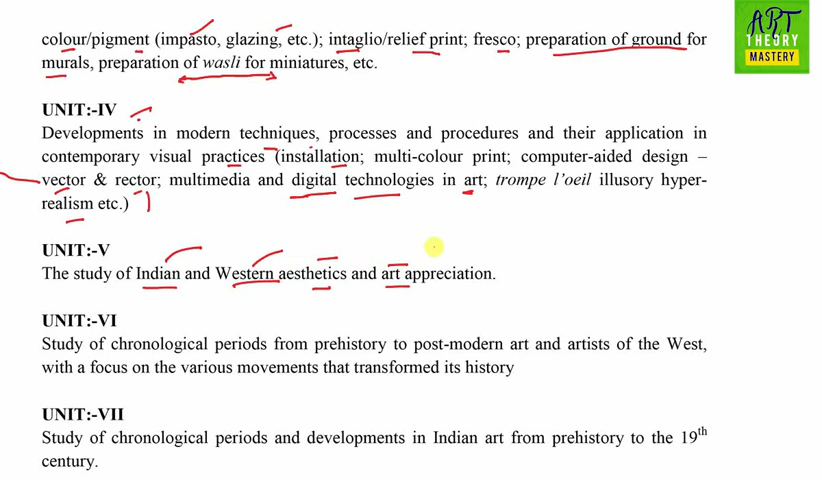 colour/pigment (impasto, glazing, etc.); intaglio/relief print; fresco; preparation of ground for
murals, preparation of wasli for miniatures, etc.
ART
THEORY
MASTERY
UNIT:-IV
Developments in modern techniques, processes and procedures and their application in
contemporary visual practices (installation; multi-colour print; computer-aided design –
vector & rector; multimedia and digital technologies in art; trompe l’oeil illusory hyper-
realism etc.)
UNIT:-V
The study of Indian and Western aesthetics and art appreciation.
UNIT:-VI
Study of chronological periods from prehistory to post-modern art and artists of the West,
with a focus on the various movements that transformed its history
UNIT:-VII
Study of chronological periods and developments in Indian art from prehistory to the 19th
century.